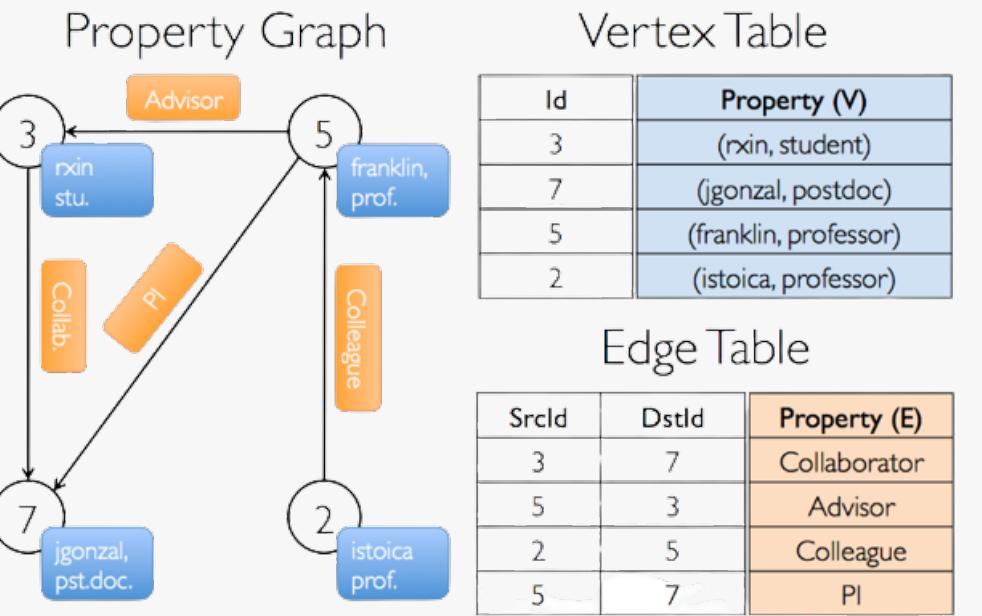 Property Graph
Advisor
3
5
rxin
stu.
franklin,
prof.
Collab.
PI
Colleague
7
2
jgonzal,
pst.doc.
istoica
prof.
Vertex Table
Id Property (V)
3 (rxin, student)
7 (jgonzal, postdoc)
5 (franklin, professor)
2 (istoica, professor)
Edge Table
SrcId DstId Property (E)
3 7 Collaborator
5 3 Advisor
2 5 Colleague
5 7 PI